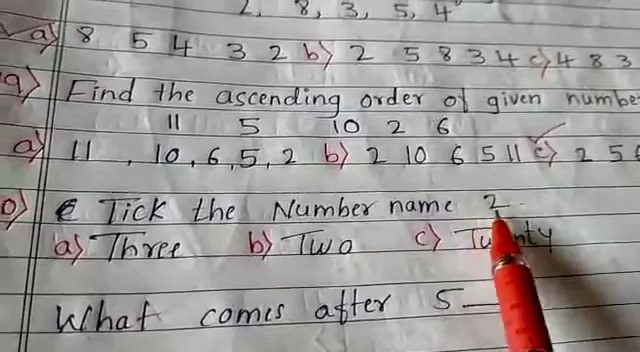 2, 8, 3, 5, 4
a) 8 5 4 3 2 b) 2 5 8 3 4 c) 4 8 3
9) Find the ascending order of given number
11 5 10 2 6
a) 11, 10, 6, 5, 2 b) 2 10 6 5 11 c) 2 5 6
0) Tick the Number name 2.
a) Three b) Two c) Twenty
What comes after 5